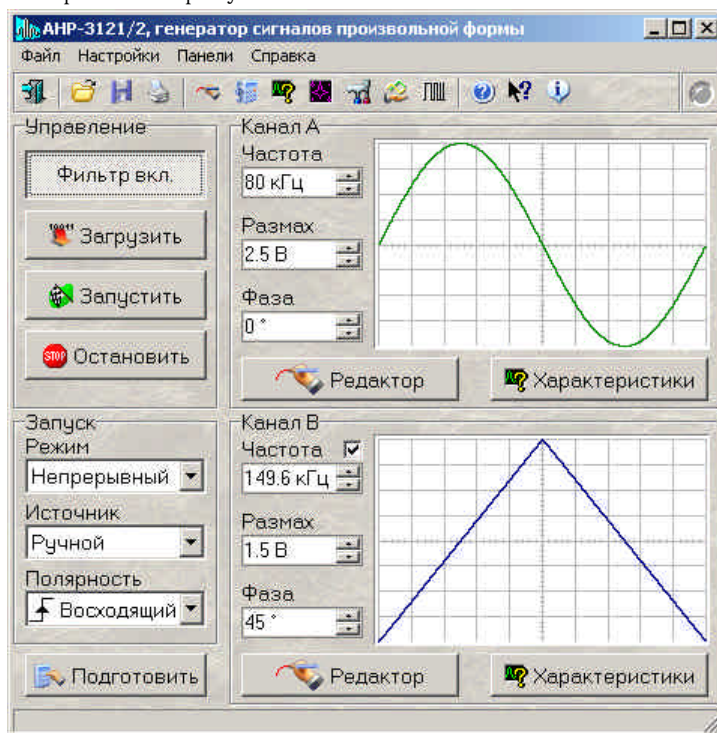 АНР-3121/2, генератор сигналов произвольной формы
Файл Настройки Панели Справка
Управление
Фильтр вкл.
Загрузить
Запустить
STOP Остановить
Канал А
Частота
80 кГц
Размах
2.5 В
Фаза
0 °
Редактор
Характеристики
Запуск
Режим
Непрерывный
Источник
Ручной
Полярность
Восходящий
Подготовить
Канал В
Частота
149.6 кГц
Размах
1.5 В
Фаза
45 °
Редактор
Характеристики